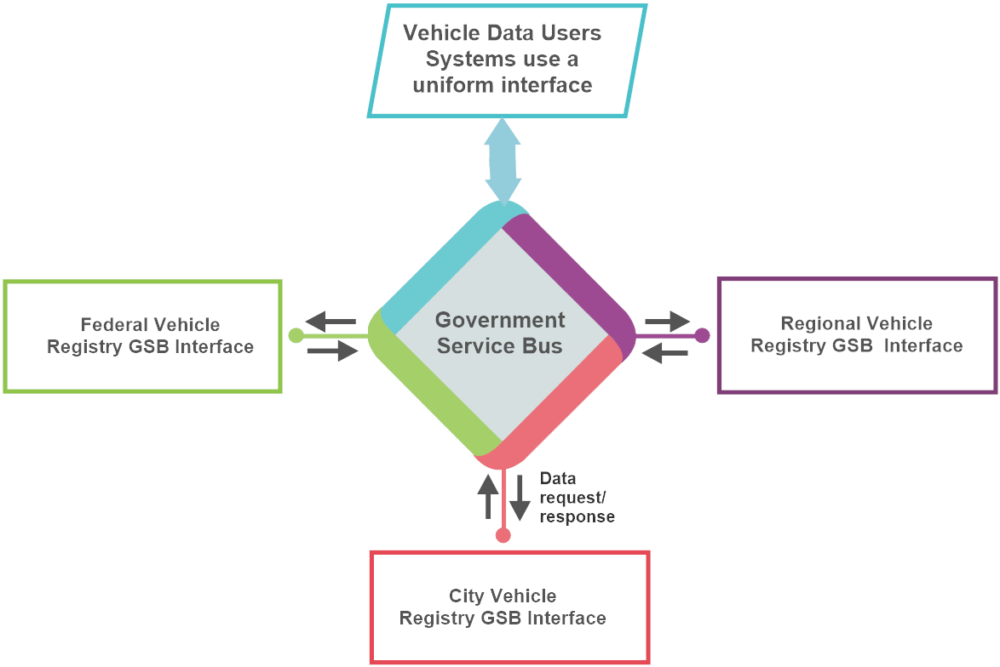 Vehicle Data Users
Systems use a
uniform interface
Government
Service Bus
Federal Vehicle
Registry GSB Interface
Regional Vehicle
Registry GSB  Interface
Data
request/
response
City Vehicle
Registry GSB Interface